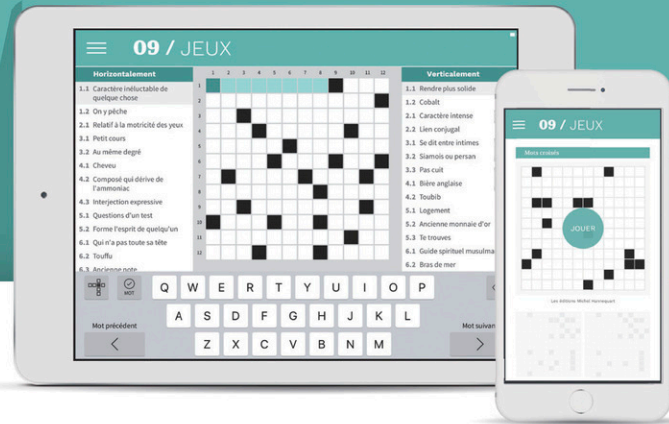 09 / JEUX
Horizontalement
1.1 Caractère inéluctable de
quelque chose
1.2 On y pêche
2.1 Relatif à la motricité des yeux
3.1 Petit cours
3.2 Au même degré
4.1 Cheveu
4.2 Composé qui dérive de
l'ammoniac
4.3 Interjection expressive
5.1 Questions d'un test
5.2 Forme l'esprit de quelqu'un
6.1 Qui n'a pas toute sa tête
6.2 Touffu
6.3 Ancienne note
1 2 3 4 5 6 7 8 9 10 11 12
1
2
3
4
5
6
7
8
9
10
11
12
Verticalement
1.1 Rendre plus solide
1.2 Cobalt
2.1 Caractère intense
2.2 Lien conjugal
3.1 Se dit entre intimes
3.2 Siamois ou persan
3.3 Pas cuit
4.1 Bière anglaise
4.2 Toubib
5.1 Logement
5.2 Ancienne monnaie d'or
5.3 Te trouves
6.1 Guide spirituel musulma
6.2 Bras de mer
MOT
Q W E R T Y U I O P
A S D F G H J K L
Z X C V B N M
Mot précédent
Mot suivan
09 / JEUX
Mots croisés
JOUER
Les Éditions Michel Hannequart